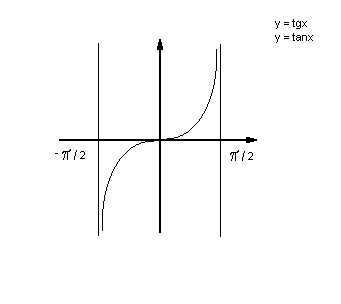 y = tgx
y = tanx
- π / 2
π / 2